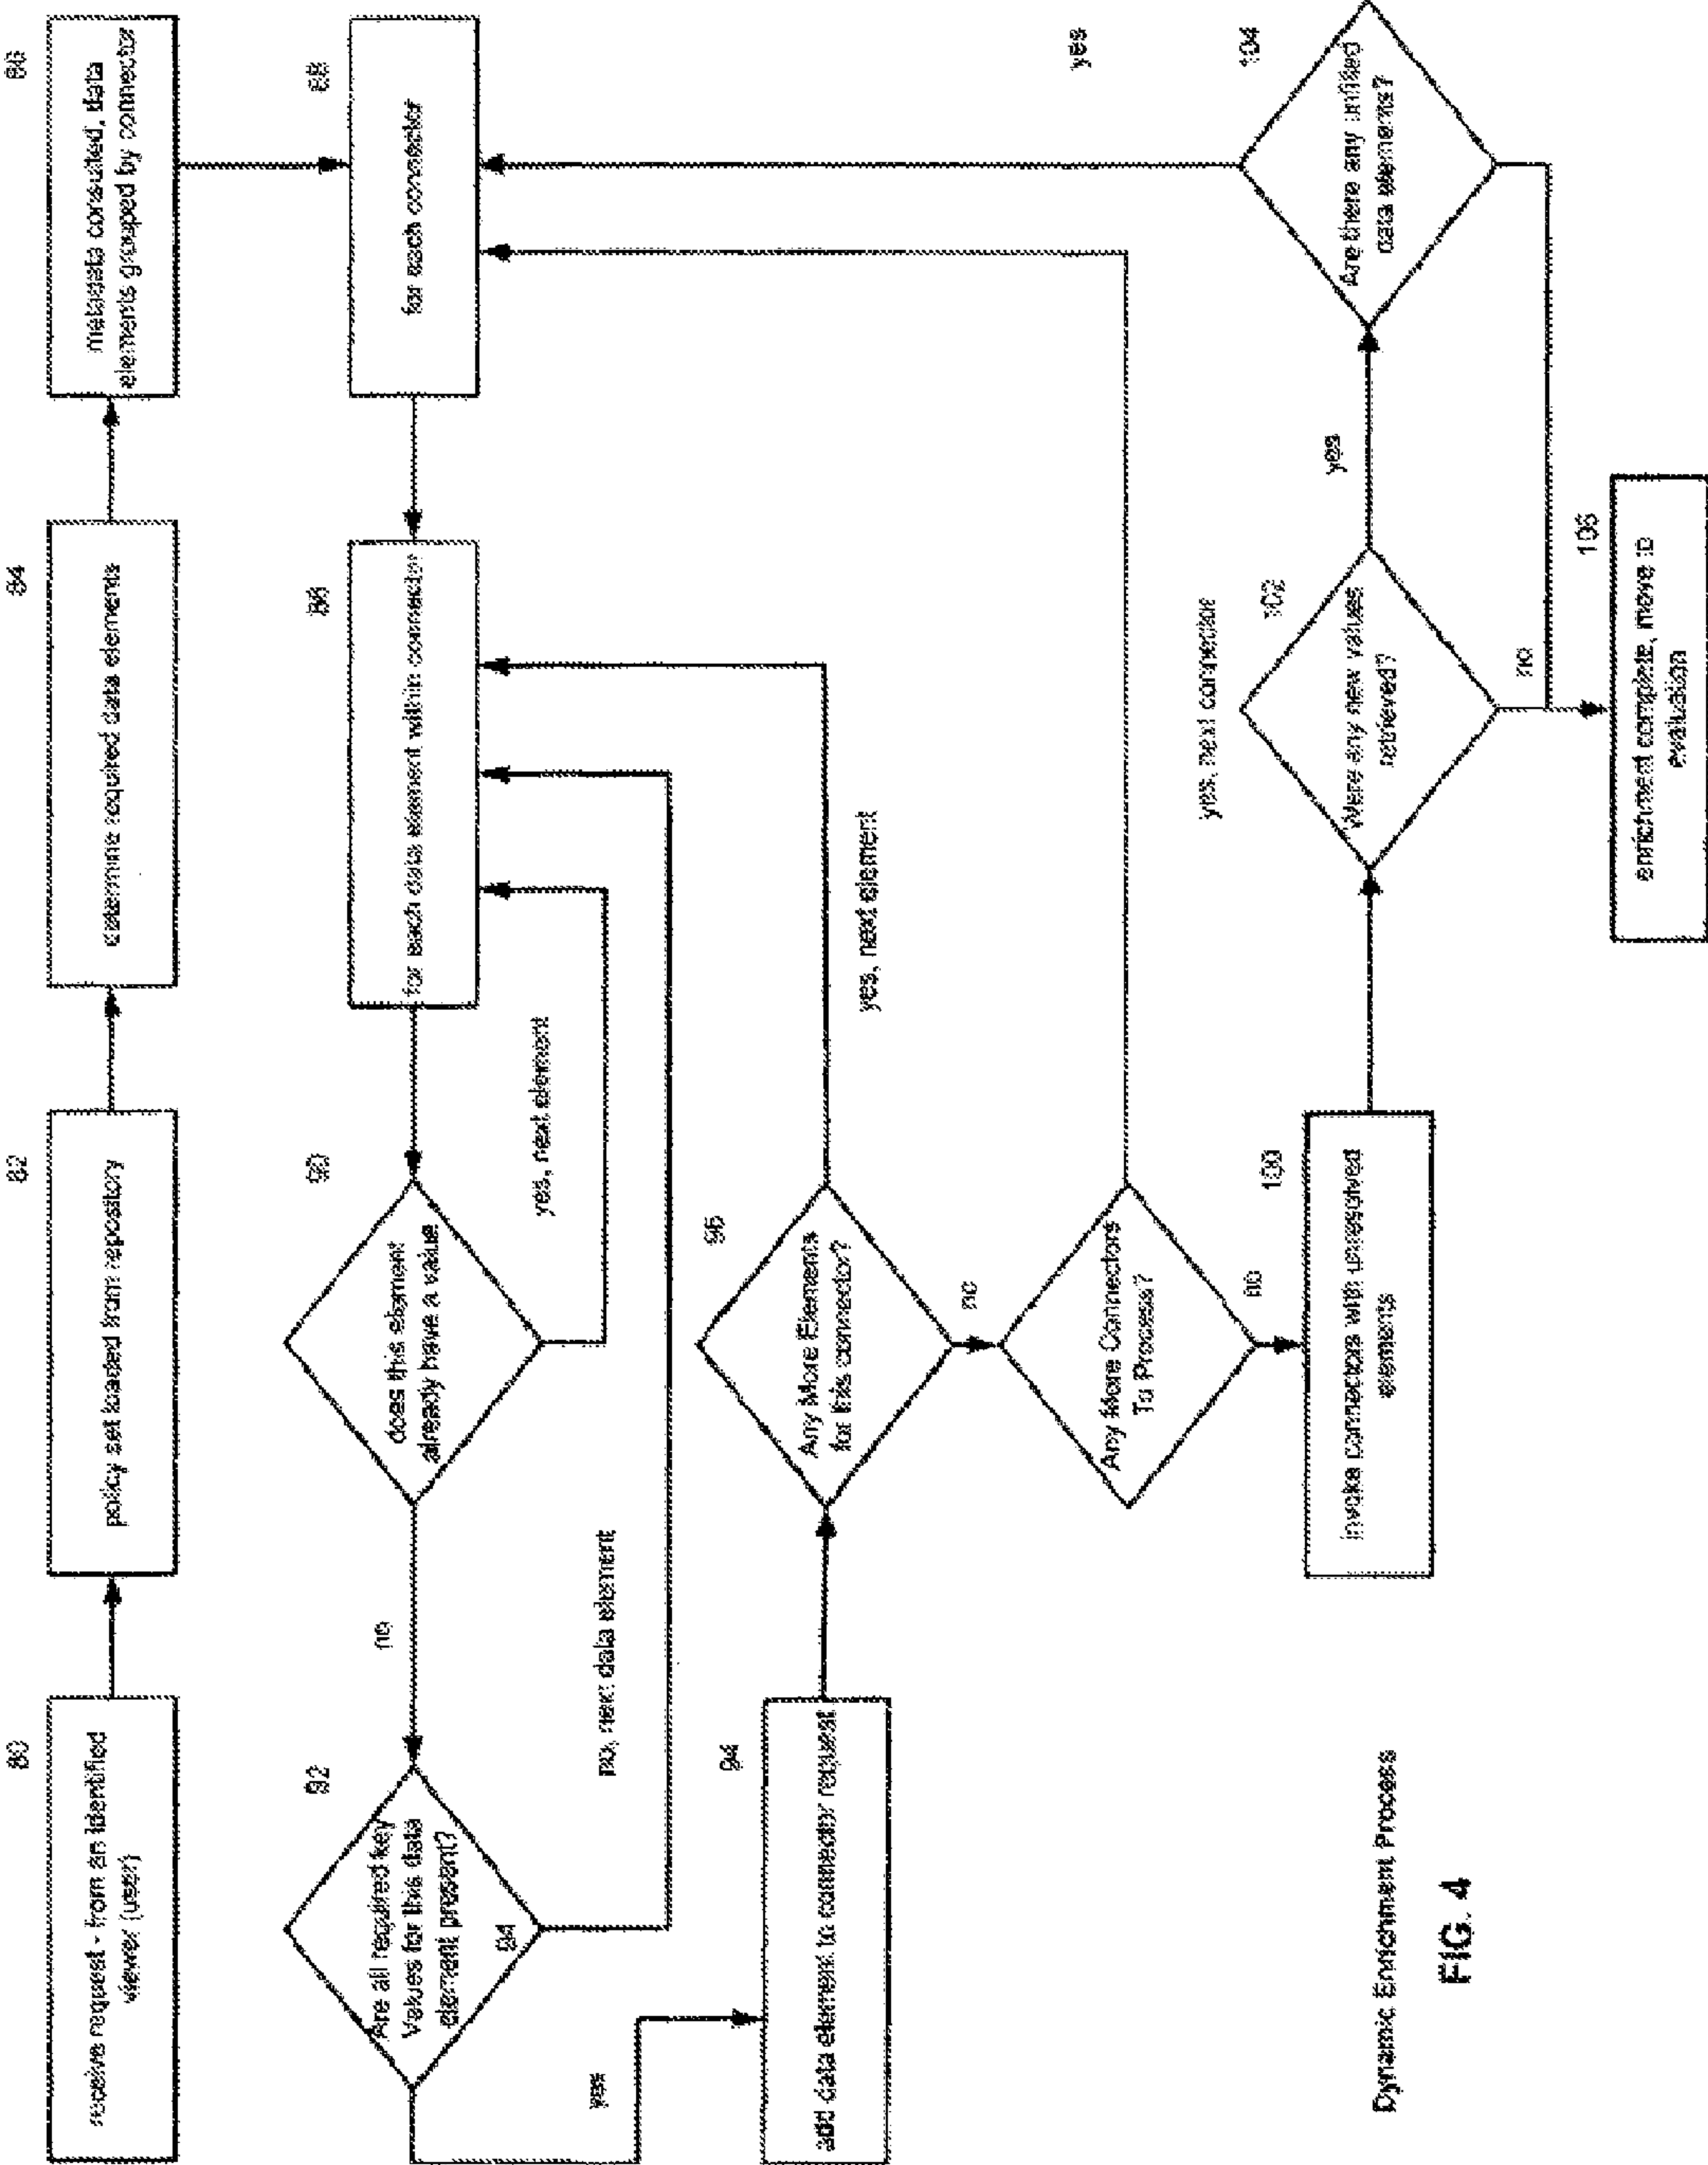 80
receive request - from an identified
viewer (user)
82
policy set loaded from repository
84
determine required data elements
86
metadata consulted, data
elements grouped by connector
88
for each connector
88
for each data element within connector
90
does this element
already have a value
yes, next element
no
92
Are all required key
Values for this data
element present?
94
no, next data element
yes
94
add data element to connector request
96
Any More Elements
for this connector?
yes, next element
no
Any More Connectors
To Process?
yes, next connector
no
100
invoke connectors with unresolved
elements
102
Were any new values
retrieved?
yes
no
104
Are there any unfilled
data elements?
yes
106
enrichment complete, move to
evaluation
Dynamic Enrichment Process
FIG. 4